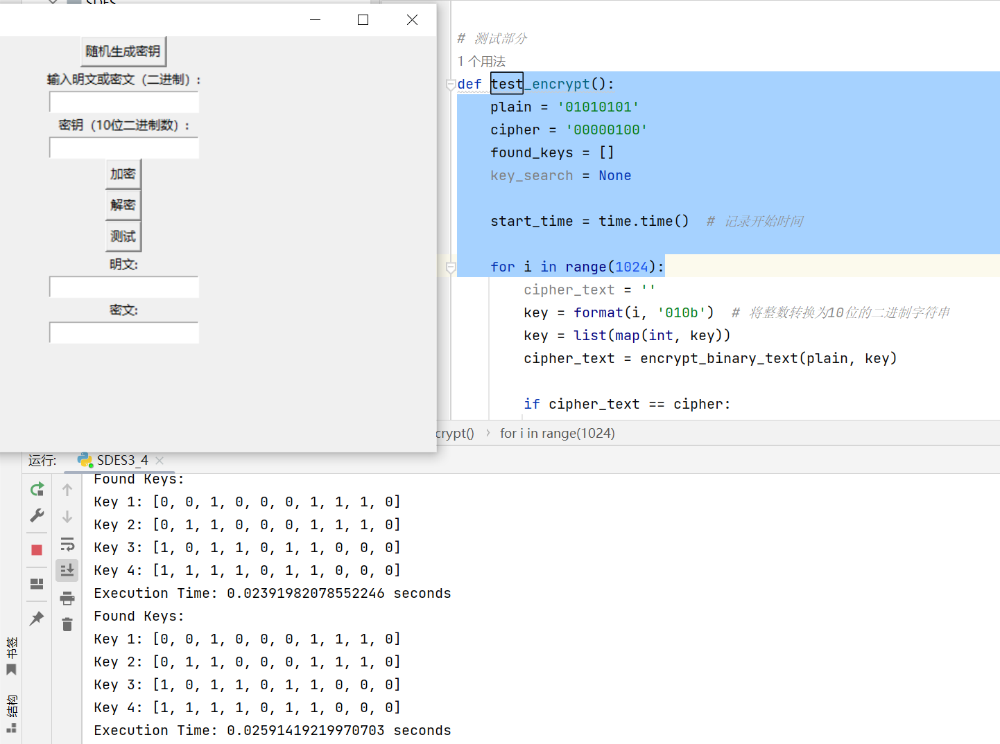 SDES
随机生成密钥
输入明文或密文（二进制）:
密钥（10位二进制数）:
加密
解密
测试
明文:
密文:
# 测试部分
1 个用法
def test_encrypt():
plain = '01010101'
cipher = '00000100'
found_keys = []
key_search = None
start_time = time.time()  # 记录开始时间
for i in range(1024):
cipher_text = ''
key = format(i, '010b')  # 将整数转换为10位的二进制字符串
key = list(map(int, key))
cipher_text = encrypt_binary_text(plain, key)
if cipher_text == cipher:
crypt() › for i in range(1024)
运行: SDES3_4
Found Keys:
Key 1: [0, 0, 1, 0, 0, 0, 1, 1, 1, 0]
Key 2: [0, 1, 1, 0, 0, 0, 1, 1, 1, 0]
Key 3: [1, 0, 1, 1, 0, 1, 1, 0, 0, 0]
Key 4: [1, 1, 1, 1, 0, 1, 1, 0, 0, 0]
Execution Time: 0.02391982078552246 seconds
Found Keys:
Key 1: [0, 0, 1, 0, 0, 0, 1, 1, 1, 0]
Key 2: [0, 1, 1, 0, 0, 0, 1, 1, 1, 0]
Key 3: [1, 0, 1, 1, 0, 1, 1, 0, 0, 0]
Key 4: [1, 1, 1, 1, 0, 1, 1, 0, 0, 0]
Execution Time: 0.02591419219970703 seconds
书签
结构